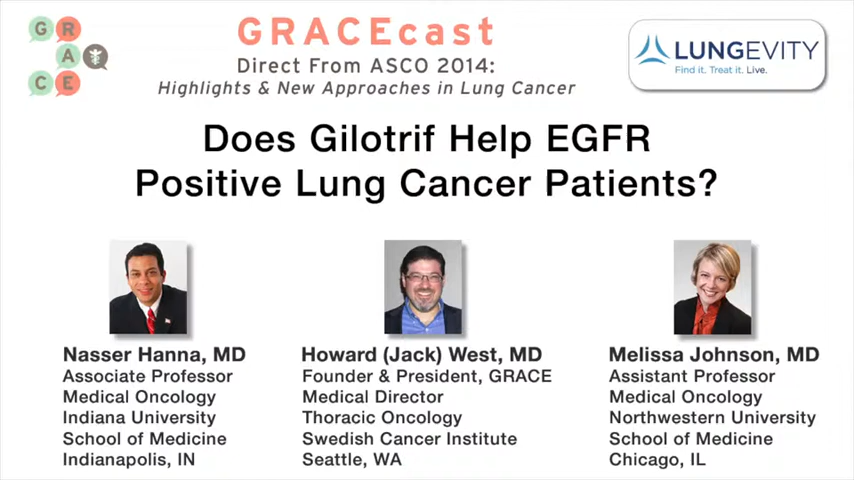 G R
A
C E
GRACEcast
Direct From ASCO 2014:
Highlights & New Approaches in Lung Cancer
LUNGEVITY
Find it. Treat it. Live.
Does Gilotrif Help EGFR
Positive Lung Cancer Patients?
Nasser Hanna, MD
Associate Professor
Medical Oncology
Indiana University
School of Medicine
Indianapolis, IN
Howard (Jack) West, MD
Founder & President, GRACE
Medical Director
Thoracic Oncology
Swedish Cancer Institute
Seattle, WA
Melissa Johnson, MD
Assistant Professor
Medical Oncology
Northwestern University
School of Medicine
Chicago, IL